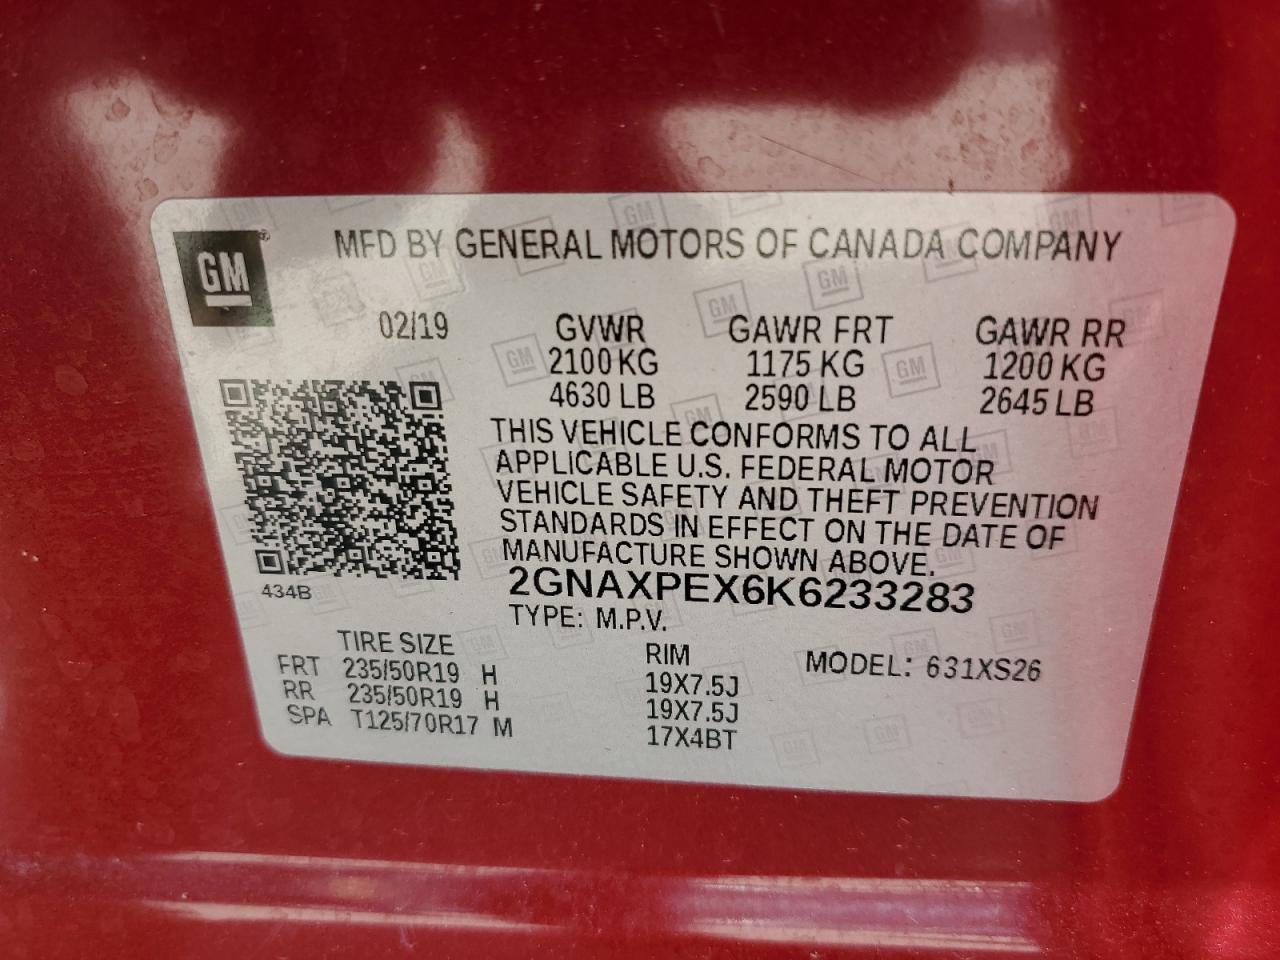 GM
MFD BY GENERAL MOTORS OF CANADA COMPANY
02/19 GVWR GAWR FRT GAWR RR
2100 KG 1175 KG 1200 KG
4630 LB 2590 LB 2645 LB
THIS VEHICLE CONFORMS TO ALL
APPLICABLE U.S. FEDERAL MOTOR
VEHICLE SAFETY AND THEFT PREVENTION
STANDARDS IN EFFECT ON THE DATE OF
MANUFACTURE SHOWN ABOVE.
434B
2GNAXPEX6K6233283
TYPE: M.P.V.
TIRE SIZE RIM MODEL: 631XS26
FRT 235/50R19 H 19X7.5J
RR 235/50R19 H 19X7.5J
SPA T125/70R17 M 17X4BT